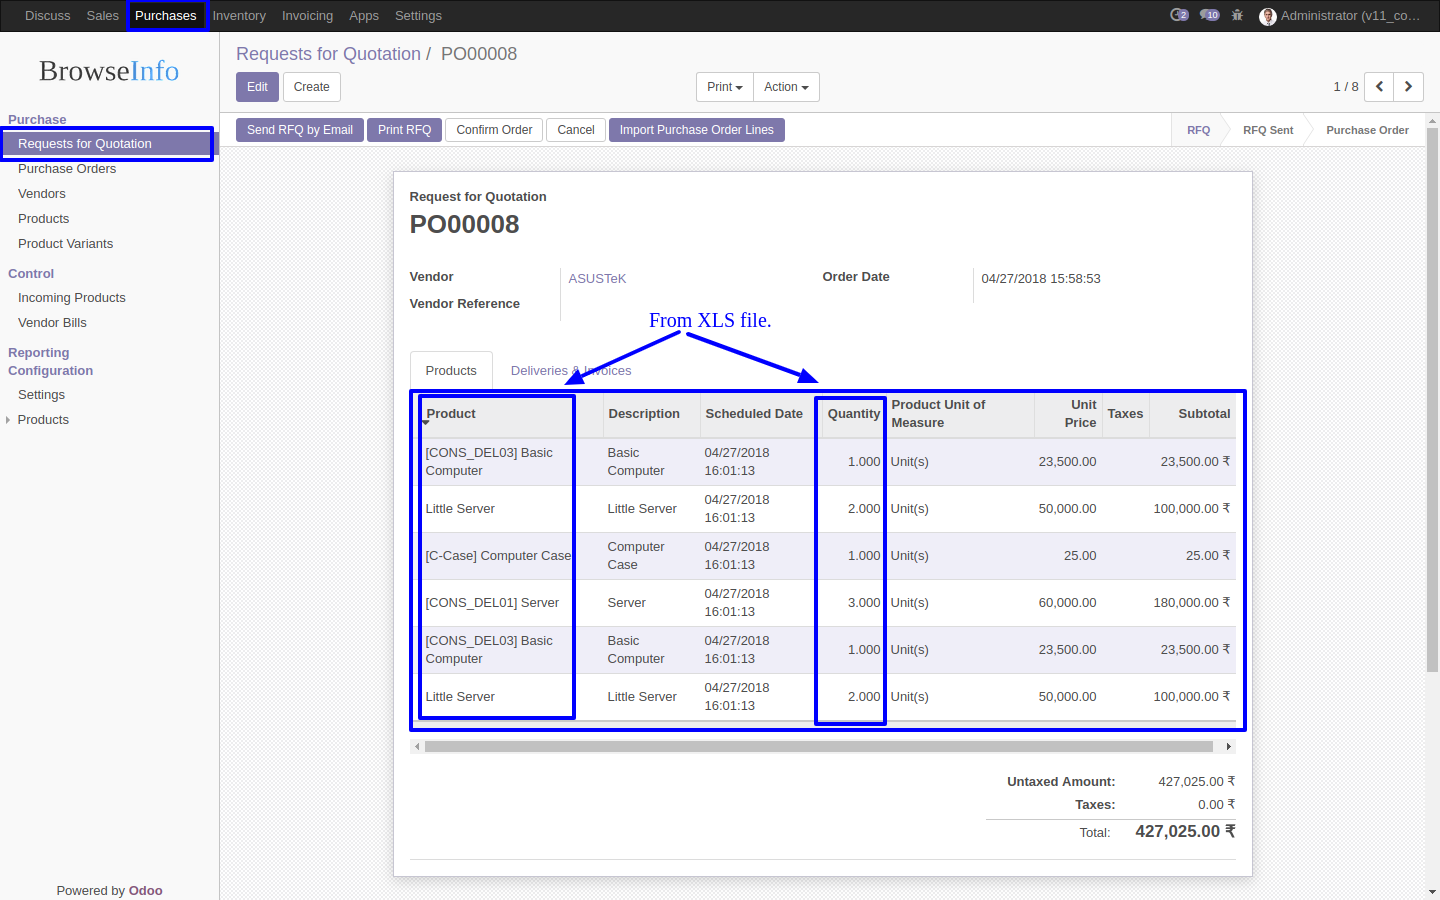 Discuss Sales Purchases Inventory Invoicing Apps Settings 2 10 Administrator (v11_co...
BrowseInfo
Purchase
Requests for Quotation
Purchase Orders
Vendors
Products
Product Variants
Control
Incoming Products
Vendor Bills
Reporting
Configuration
Settings
Products
Powered by Odoo
Requests for Quotation / PO00008
Edit Create Print Action 1 / 8
Send RFQ by Email Print RFQ Confirm Order Cancel Import Purchase Order Lines RFQ RFQ Sent Purchase Order
Request for Quotation
PO00008
Vendor ASUSTeK Order Date 04/27/2018 15:58:53
Vendor Reference
From XLS file.
Products Deliveries & Invoices
Product Description Scheduled Date Quantity Product Unit of Measure Unit Price Taxes Subtotal
[CONS_DEL03] Basic Computer Basic Computer 04/27/2018 16:01:13 1.000 Unit(s) 23,500.00 23,500.00 ₹
Little Server Little Server 04/27/2018 16:01:13 2.000 Unit(s) 50,000.00 100,000.00 ₹
[C-Case] Computer Case Computer Case 04/27/2018 16:01:13 1.000 Unit(s) 25.00 25.00 ₹
[CONS_DEL01] Server Server 04/27/2018 16:01:13 3.000 Unit(s) 60,000.00 180,000.00 ₹
[CONS_DEL03] Basic Computer Basic Computer 04/27/2018 16:01:13 1.000 Unit(s) 23,500.00 23,500.00 ₹
Little Server Little Server 04/27/2018 16:01:13 2.000 Unit(s) 50,000.00 100,000.00 ₹
Untaxed Amount: 427,025.00 ₹
Taxes: 0.00 ₹
Total: 427,025.00 ₹